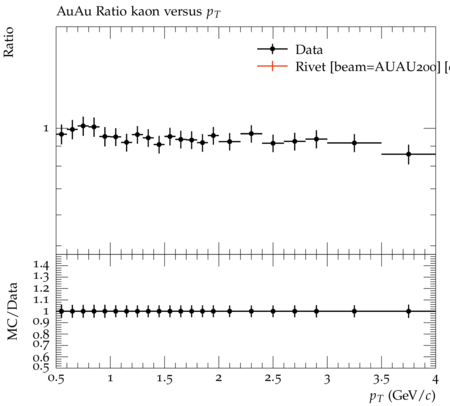 AuAu Ratio kaon versus pT
Ratio
Data
Rivet [beam=AUAU200] [
1
MC/Data
1.4
1.3
1.2
1.1
1
0.9
0.8
0.7
0.6
0.5
0.5 1 1.5 2 2.5 3 3.5 4
pT (GeV/c)